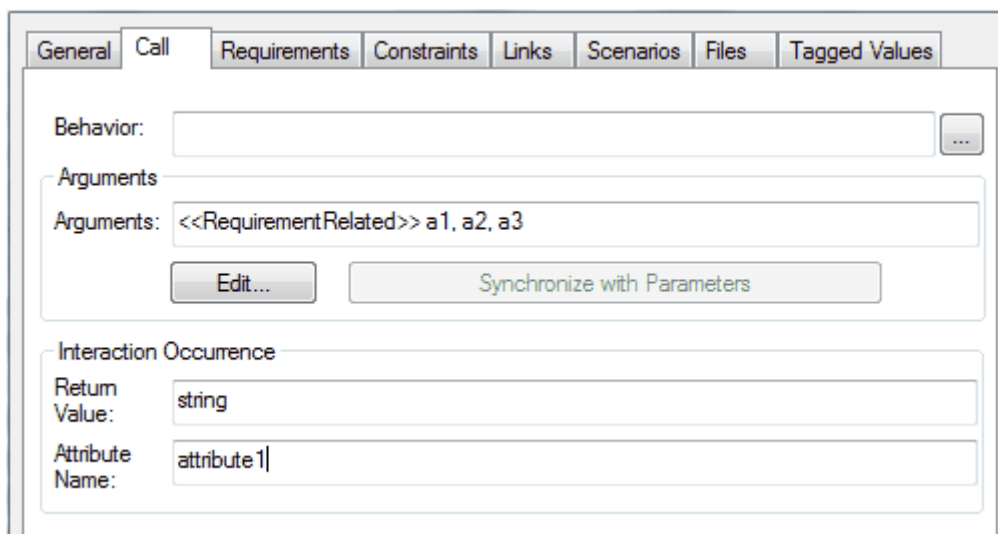 General Call Requirements Constraints Links Scenarios Files Tagged Values
Behavior:
...
Arguments
Arguments: <<RequirementRelated>> a1, a2, a3
Edit... Synchronize with Parameters
Interaction Occurrence
Return
Value: string
Attribute
Name: attribute1